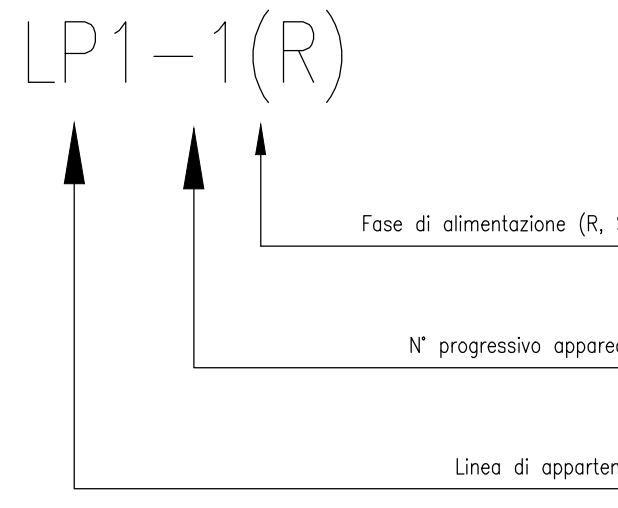 LP1-1(R)
Fase di alimentazione (R,
N° progressivo
Linea di